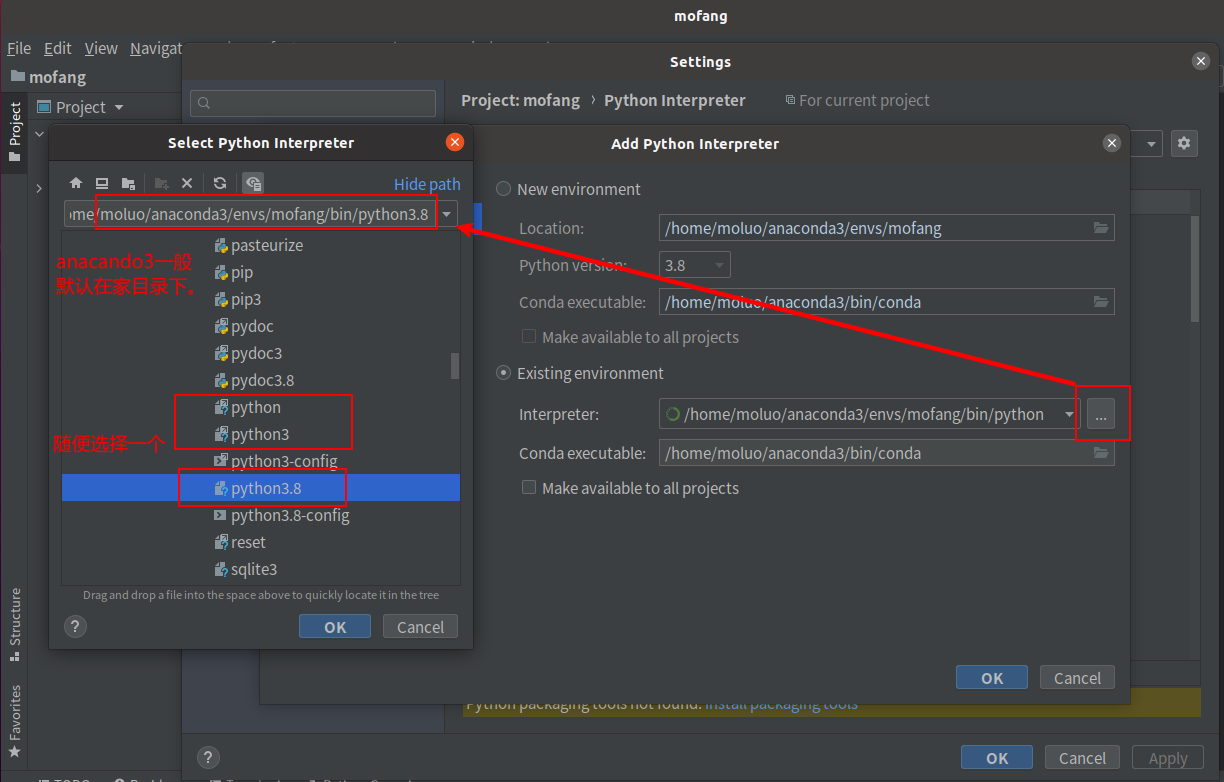 mofang
File Edit View Navigat
Settings
mofang
Project: mofang › Python Interpreter For current project
Project
Project
Select Python Interpreter
Hide path
ome/moluo/anaconda3/envs/mofang/bin/python3.8
anacando3一般
默认在家目录下。
pasteurize
pip
pip3
pydoc
pydoc3
pydoc3.8
python
python3
随便选择一个
python3-config
python3.8
python3.8-config
reset
sqlite3
Drag and drop a file into the space above to quickly locate it in the tree
? OK Cancel
Add Python Interpreter
New environment
Location: /home/moluo/anaconda3/envs/mofang
Python version: 3.8
Conda executable: /home/moluo/anaconda3/bin/conda
Make available to all projects
Existing environment
Interpreter: /home/moluo/anaconda3/envs/mofang/bin/python ...
Conda executable: /home/moluo/anaconda3/bin/conda
Make available to all projects
OK Cancel
Python packaging tools not found. Install packaging tools
Structure
Favorites
? OK Cancel Apply